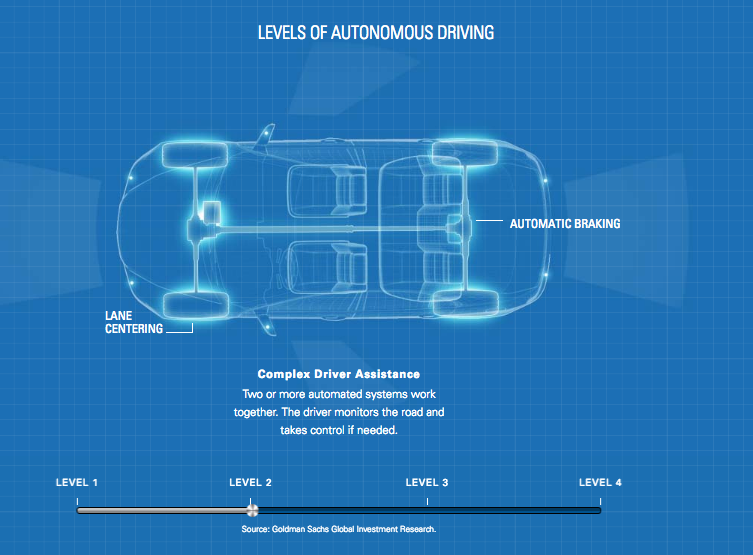 LEVELS OF AUTONOMOUS DRIVING
AUTOMATIC BRAKING
LANE
CENTERING
Complex Driver Assistance
Two or more automated systems work
together. The driver monitors the road and
takes control if needed.
LEVEL 1 LEVEL 2 LEVEL 3 LEVEL 4
Source: Goldman Sachs Global Investment Research.